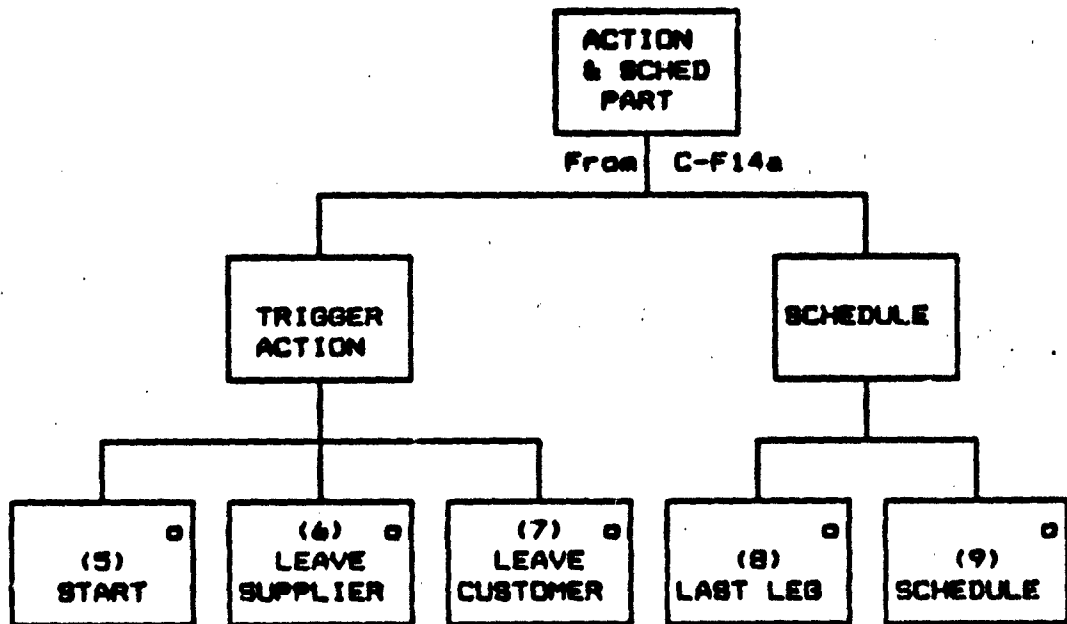 ACTION
& SCHED
PART
From C-F14a
TRIGGER
ACTION
SCHEDULE
o
(5)
START
(6) o
LEAVE
SUPPLIER
(7) o
LEAVE
CUSTOMER
o
(8)
LAST LEG
o
(9)
SCHEDULE